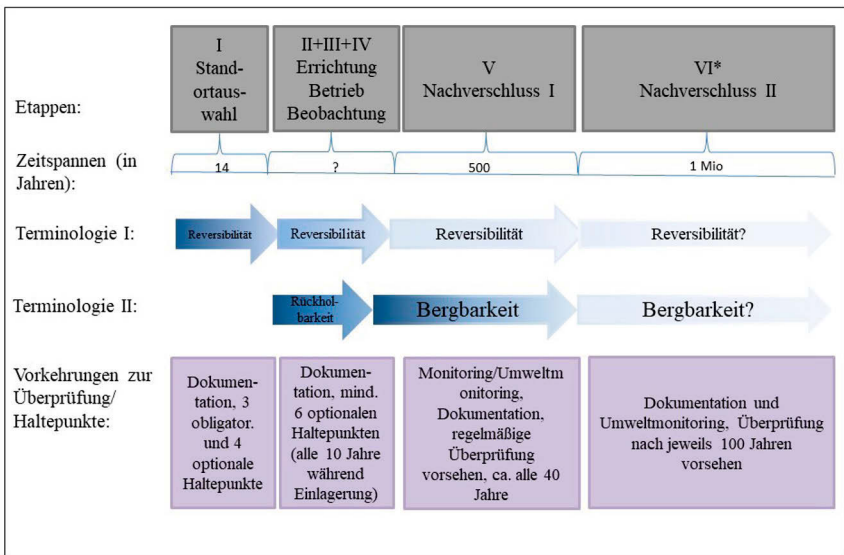 Etappen:
I
Stand-
ortaus-
wahl
II+III+IV
Errichtung
Betrieb
Beobachtung
V
Nachverschluss I
VI*
Nachverschluss II
Zeitspannen (in
Jahren):
14
?
500
1 Mio
Terminologie I:
Reversibilität
Reversibilität
Reversibilität
Reversibilität?
Terminologie II:
Rückhol-
barkeit
Bergbarkeit
Bergbarkeit?
Vorkehrungen zur
Überprüfung/
Haltepunkte:
Dokumen-
tation, 3
obligator.
und 4
optionale
Haltepunkte
Dokumen-
tation, mind.
6 optionalen
Haltepunkten
(alle 10 Jahre
während
Einlagerung)
Monitoring/Umweltm
onitoring,
Dokumentation,
regelmäßige
Überprüfung
vorsehen, ca. alle 40
Jahre
Dokumentation und
Umweltmonitoring, Überprüfung
nach jeweils 100 Jahren
vorsehen